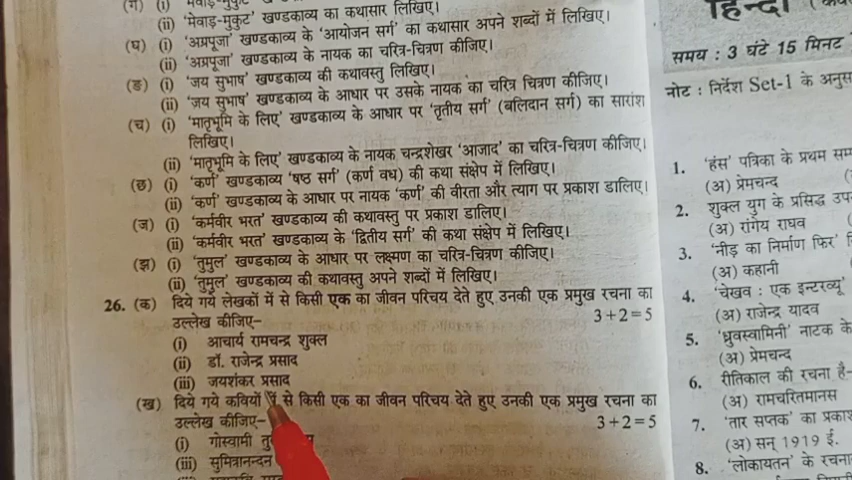 (ग) (i) 'मेवाड़-मुकुट' खण्डकाव्य
(ii) 'मेवाड़-मुकुट' खण्डकाव्य का कथासार लिखिए।
(घ) (i) 'अग्रपूजा' खण्डकाव्य के 'आयोजन सर्ग' का कथासार अपने शब्दों में लिखिए।
(ii) 'अग्रपूजा' खण्डकाव्य के नायक का चरित्र-चित्रण कीजिए।
(ङ) (i) 'जय सुभाष' खण्डकाव्य की कथावस्तु लिखिए।
(ii) 'जय सुभाष' खण्डकाव्य के आधार पर उसके नायक का चरित्र चित्रण कीजिए।
(च) (i) 'मातृभूमि के लिए' खण्डकाव्य के आधार पर 'तृतीय सर्ग' (बलिदान सर्ग) का सारांश
लिखिए।
(ii) 'मातृभूमि के लिए' खण्डकाव्य के नायक चन्द्रशेखर 'आजाद' का चरित्र-चित्रण कीजिए।
(छ) (i) 'कर्ण' खण्डकाव्य 'षष्ठ सर्ग' (कर्ण वध) की कथा संक्षेप में लिखिए।
(ii) 'कर्ण' खण्डकाव्य के आधार पर नायक 'कर्ण' की वीरता और त्याग पर प्रकाश डालिए।
(ज) (i) 'कर्मवीर भरत' खण्डकाव्य की कथावस्तु पर प्रकाश डालिए।
(ii) 'कर्मवीर भरत' खण्डकाव्य के 'द्वितीय सर्ग' की कथा संक्षेप में लिखिए।
(झ) (i) 'तुमुल' खण्डकाव्य के आधार पर लक्ष्मण का चरित्र-चित्रण कीजिए।
(ii) 'तुमुल' खण्डकाव्य की कथावस्तु अपने शब्दों में लिखिए।
26. (क) दिये गये लेखकों में से किसी एक का जीवन परिचय देते हुए उनकी एक प्रमुख रचना का
उल्लेख कीजिए– 3+2=5
(i) आचार्य रामचन्द्र शुक्ल
(ii) डॉ. राजेन्द्र प्रसाद
(iii) जयशंकर प्रसाद
(ख) दिये गये कवियों में से किसी एक का जीवन परिचय देते हुए उनकी एक प्रमुख रचना का
उल्लेख कीजिए– 3+2=5
(i) गोस्वामी
(iii) सुमित्रानन्दन
हिन्दी
समय : 3 घंटे 15 मिनट
नोट : निर्देश Set-1 के
1. 'हंस' पत्रिका के प्रथम
(अ) प्रेमचन्द
2. शुक्ल युग के प्रसिद्ध
(अ) रांगेय राघव
3. 'नीड़ का निर्माण फिर'
(अ) कहानी
4. 'चेखव : एक इन्टरव्यू'
(अ) राजेन्द्र यादव
5. 'ध्रुवस्वामिनी' नाटक के
(अ) प्रेमचन्द
6. रीतिकाल की रचना है–
(अ) रामचरितमानस
7. 'तार सप्तक' का
(अ) सन् 1919 ई.
8. 'लोकायतन' के